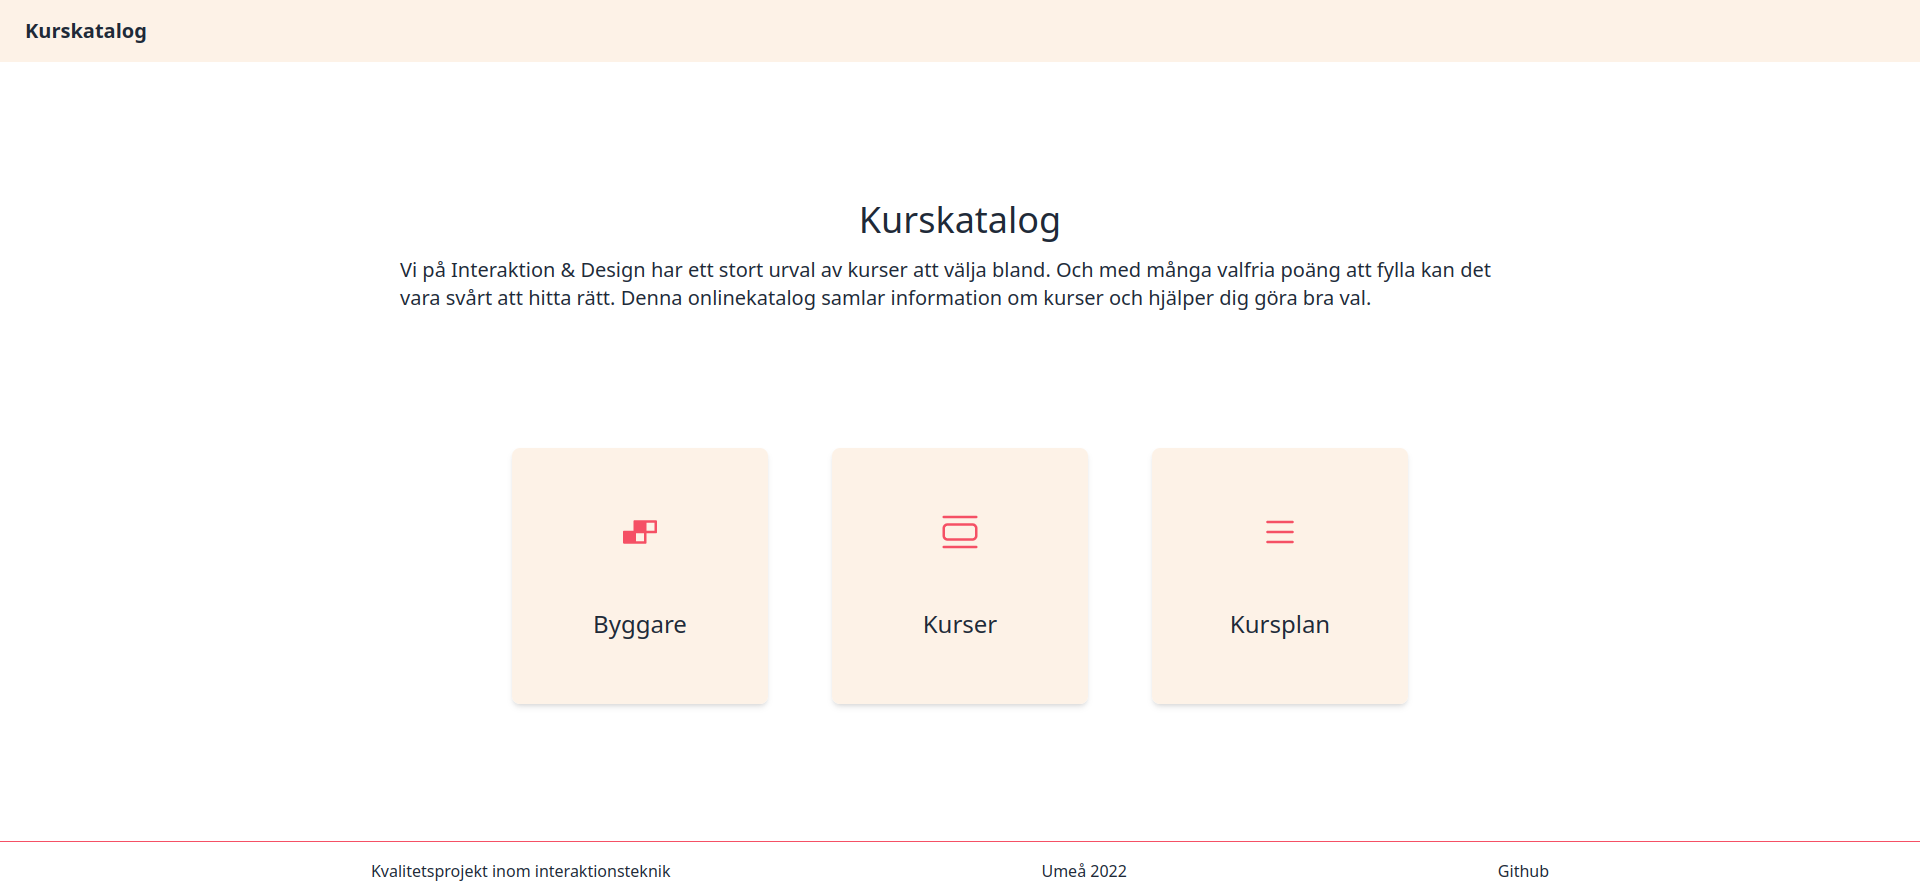 Kurskatalog
Kurskatalog
Vi på Interaktion & Design har ett stort urval av kurser att välja bland. Och med många valfria poäng att fylla kan det
vara svårt att hitta rätt. Denna onlinekatalog samlar information om kurser och hjälper dig göra bra val.
Byggare
Kurser
Kursplan
Kvalitetsprojekt inom interaktionsteknik
Umeå 2022
Github